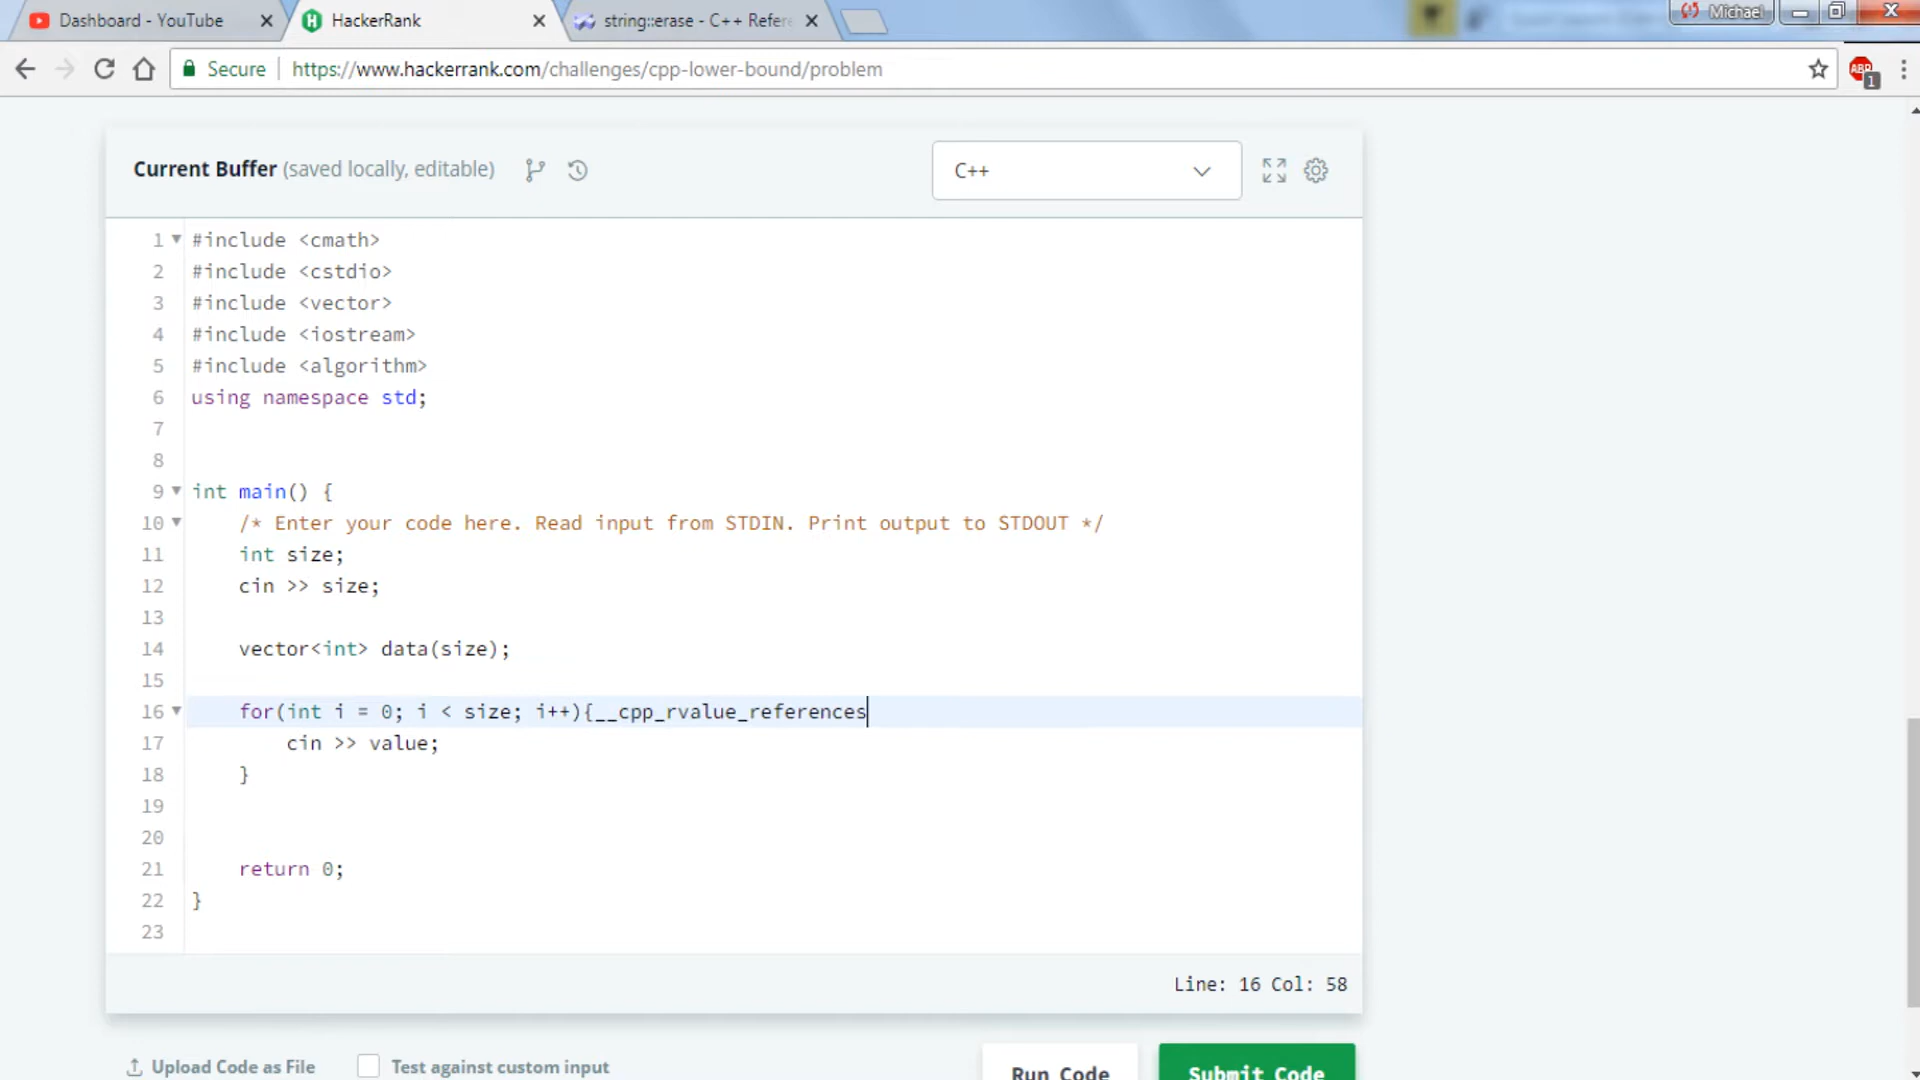 Dashboard - YouTube
HackerRank
string::erase - C++ Refere
Michael
Secure
https://www.hackerrank.com/challenges/cpp-lower-bound/problem
ABP
1
Current Buffer (saved locally, editable)
C++
1 #include <cmath>
2 #include <cstdio>
3 #include <vector>
4 #include <iostream>
5 #include <algorithm>
6 using namespace std;
7
8
9 int main() {
10 /* Enter your code here. Read input from STDIN. Print output to STDOUT */
11 int size;
12 cin >> size;
13
14 vector<int> data(size);
15
16 for(int i = 0; i < size; i++){__cpp_rvalue_references
17 cin >> value;
18 }
19
20
21 return 0;
22 }
23
Line: 16 Col: 58
Upload Code as File
Test against custom input
Run Code
Submit Code